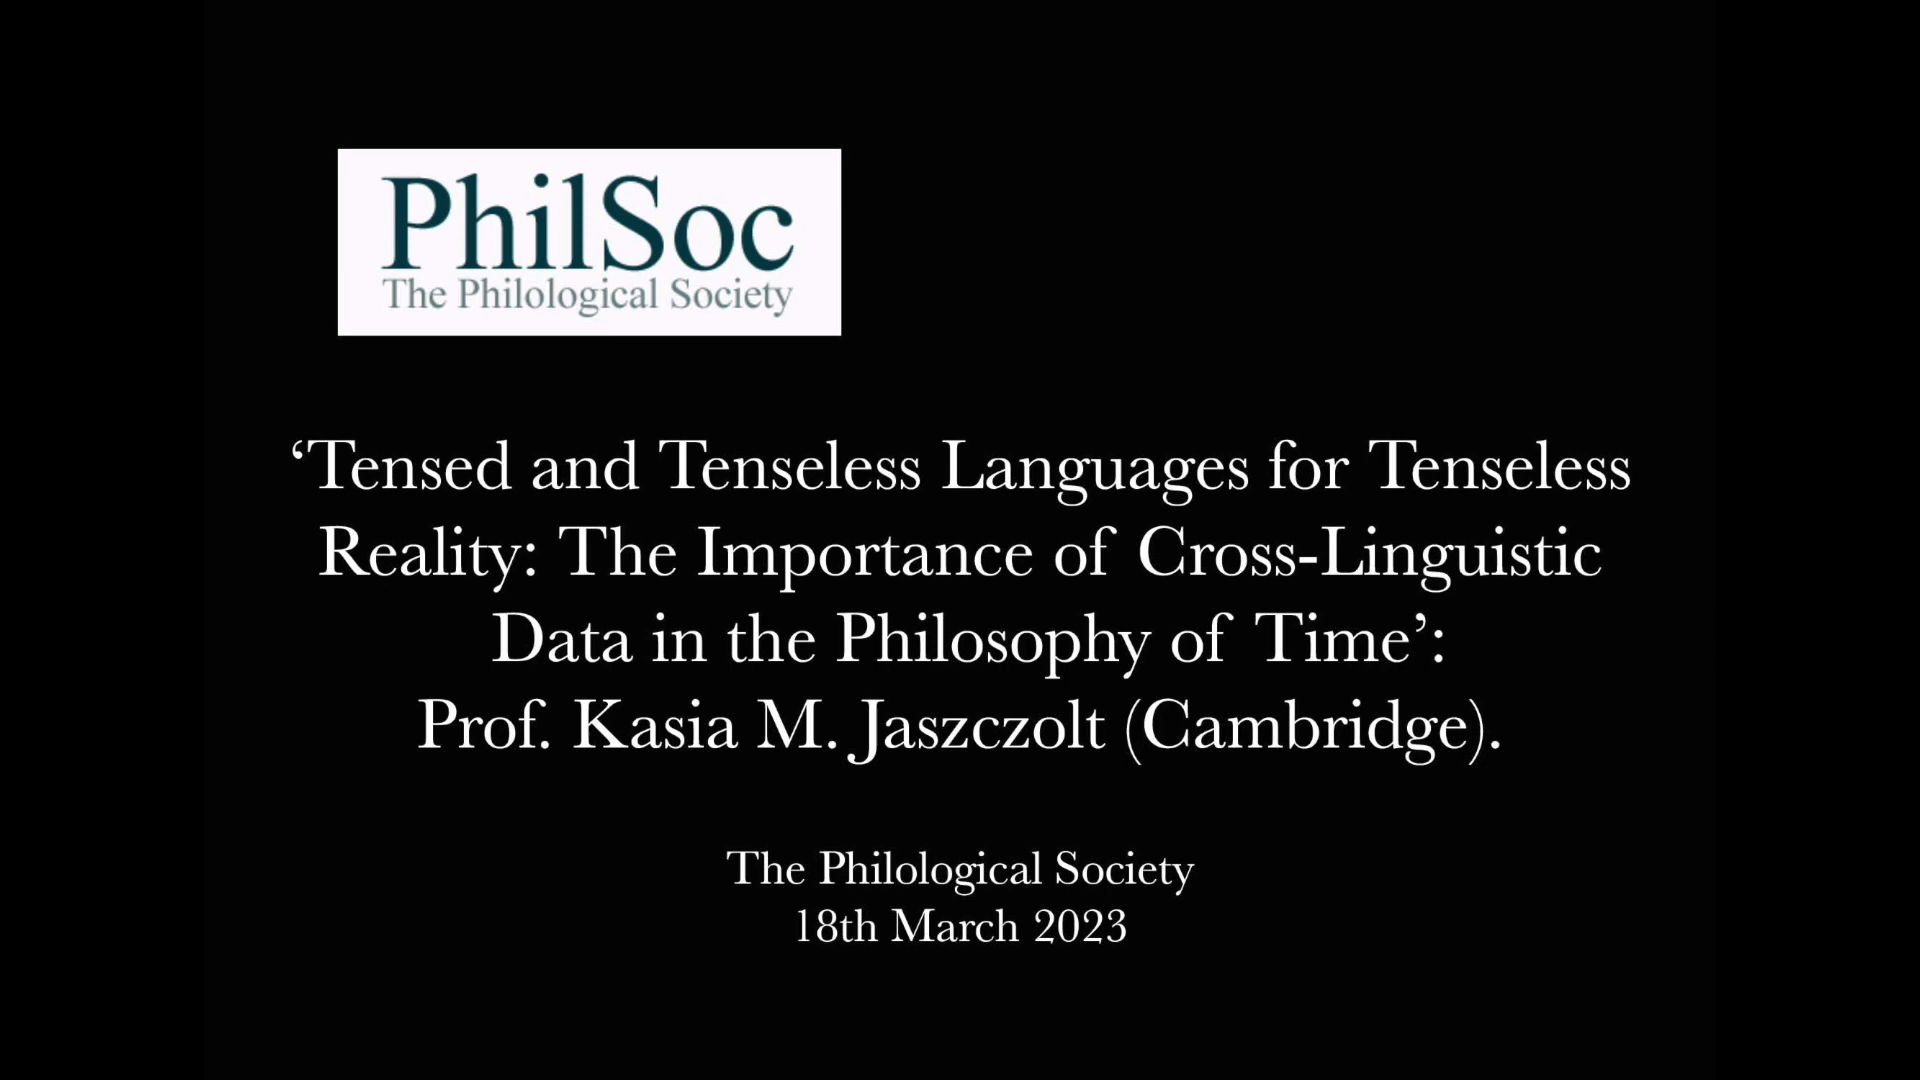 PhilSoc
The Philological Society
‘Tensed and Tenseless Languages for Tenseless
Reality: The Importance of Cross-Linguistic
Data in the Philosophy of Time’:
Prof. Kasia M. Jaszczolt (Cambridge).
The Philological Society
18th March 2023